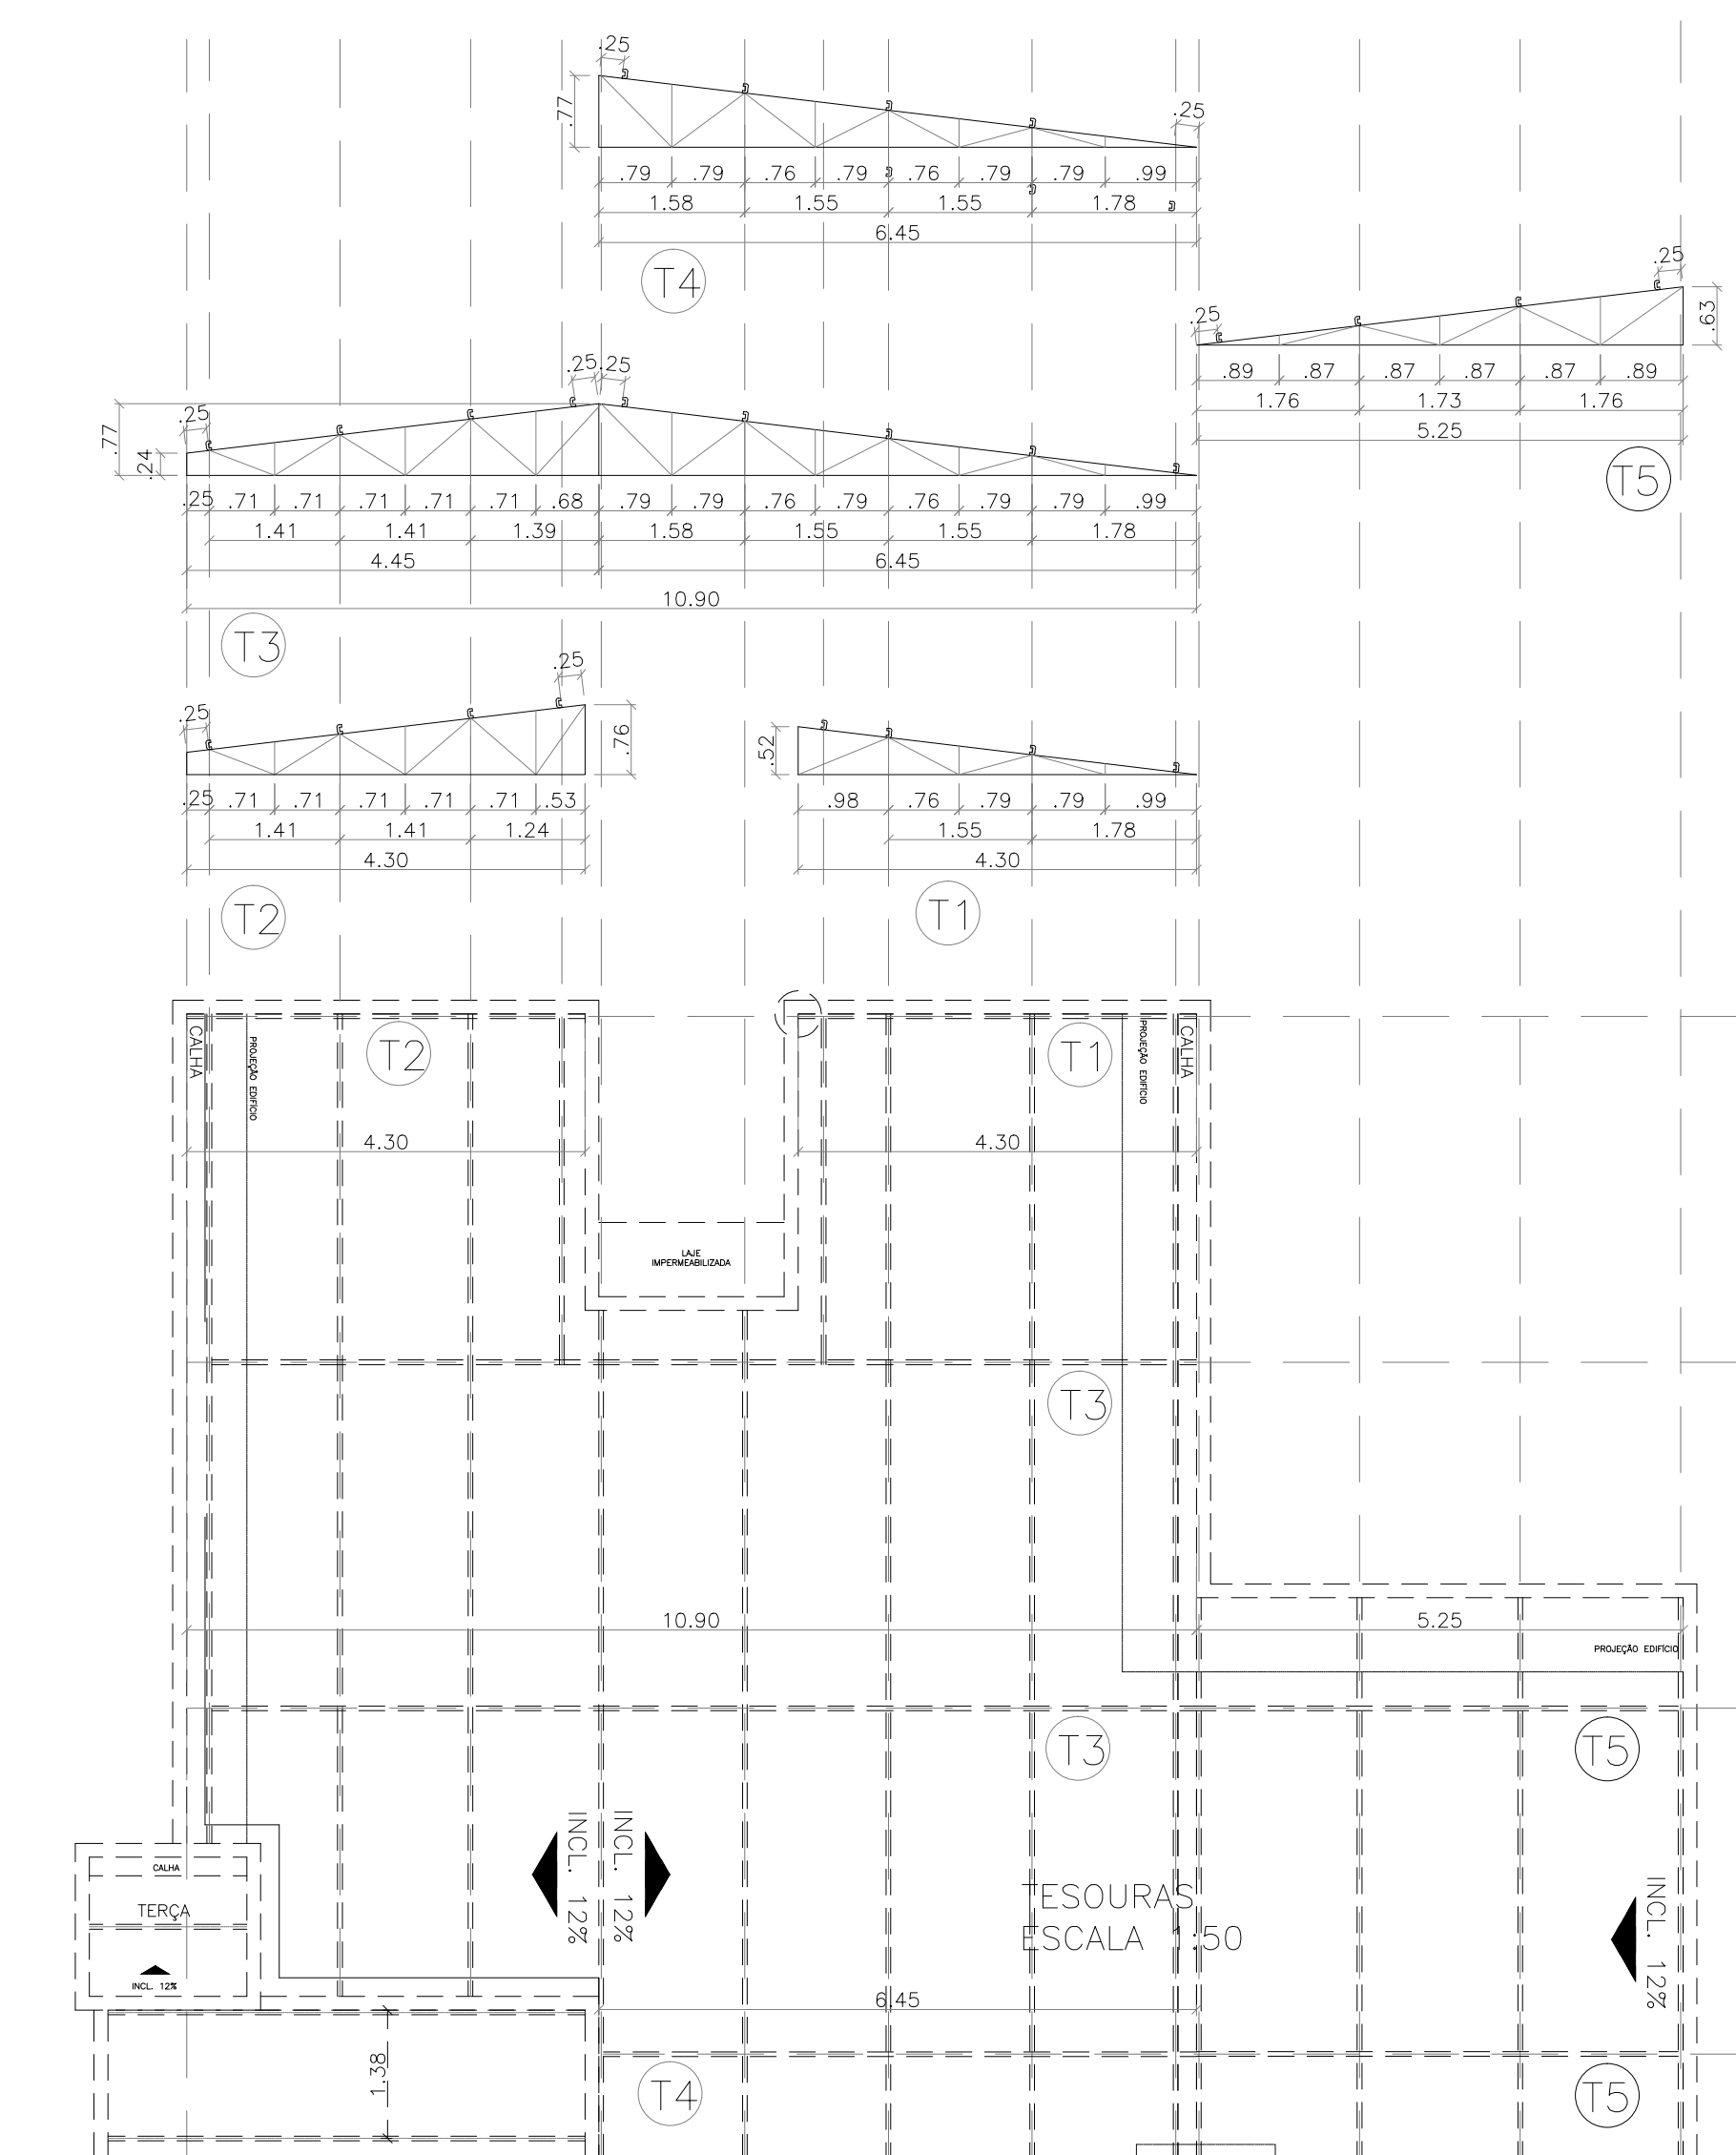 .25
.77
.25
.79 .79 .76 .79 .76 .79 .79 .99
1.58 1.55 1.55 1.78
6.45
T4
.25
.25
.63
.89 .87 .87 .87 .87 .89
1.76 1.73 1.76
5.25
T5
.25 .25
.25
.77
.24
.25 .71 .71 .71 .71 .71 .68 .79 .79 .76 .79 .76 .79 .79 .99
1.41 1.41 1.39 1.58 1.55 1.55 1.78
4.45 6.45
10.90
T3
.25
.25
.76
.52
.25 .71 .71 .71 .71 .71 .53 .98 .76 .79 .79 .99
1.41 1.41 1.24 1.55 1.78
4.30 4.30
T2 T1
CALHA
PROJEÇÃO EDIFÍCIO
T2
T1
PROJEÇÃO EDIFÍCIO
CALHA
4.30 4.30
LAJE
IMPERMEABILIZADA
T3
10.90 5.25
PROJEÇÃO EDIFÍCIO
T3 T5
INCL. 12%
INCL. 12%
CALHA
TERÇA
INCL. 12%
TESOURAS
ESCALA 1:50
INCL. 12%
6.45
1.38
T4 T5